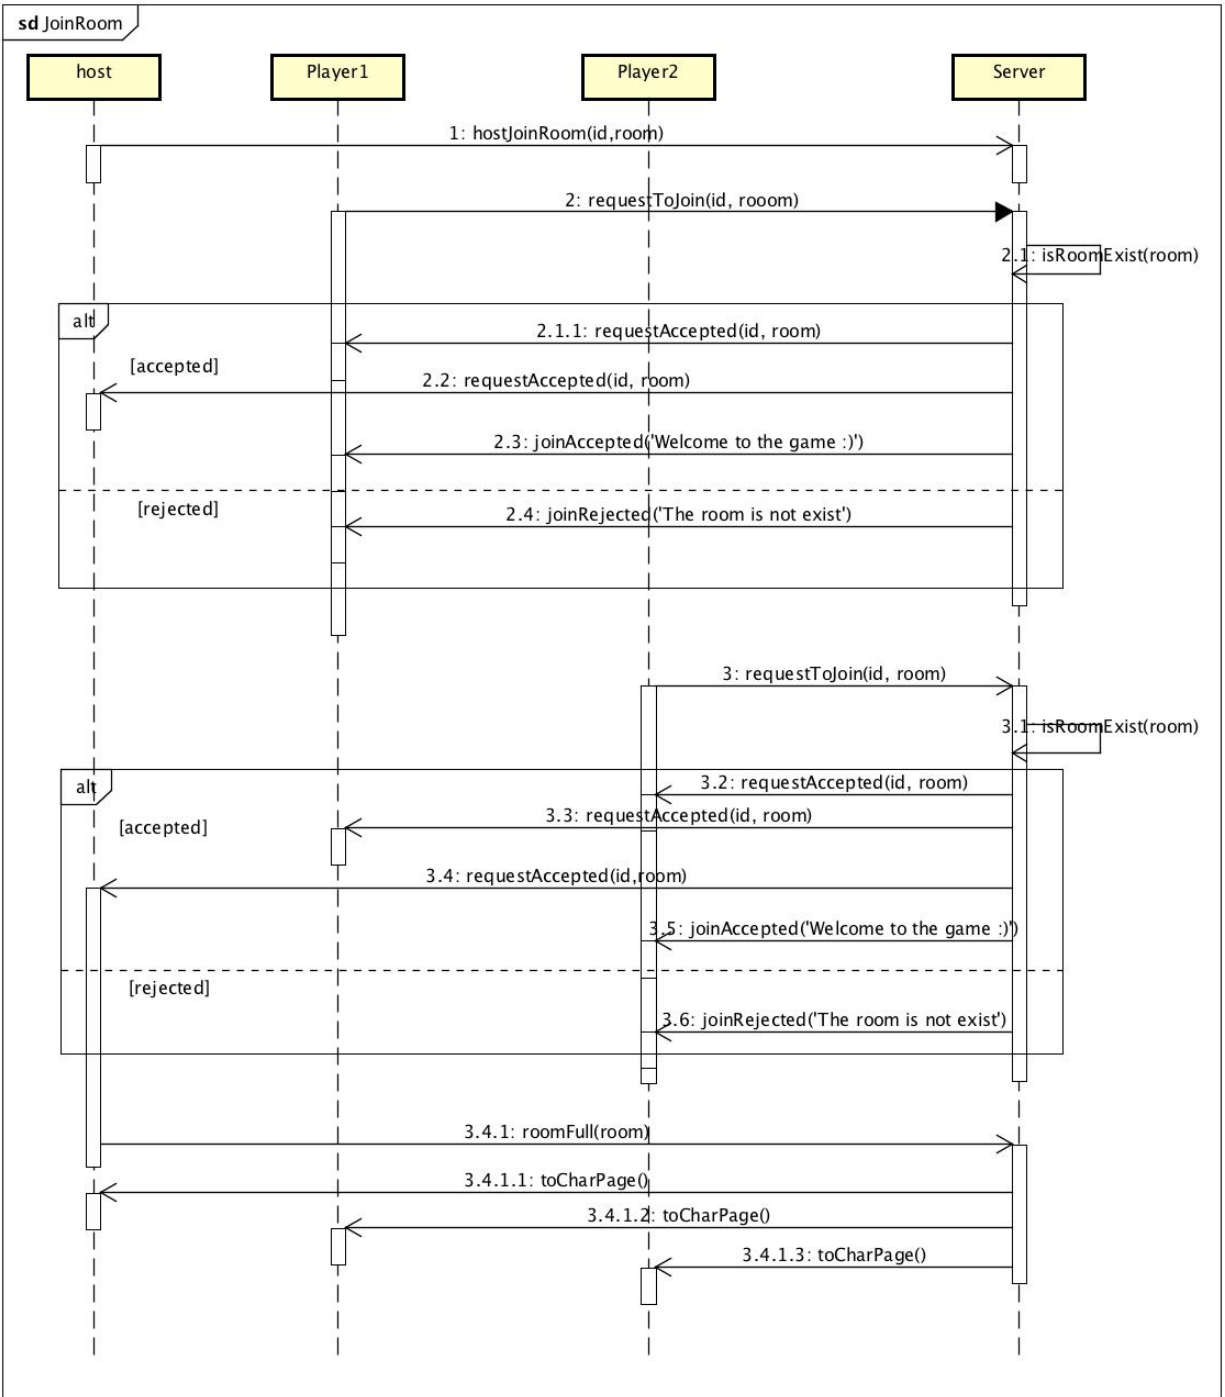 sd JoinRoom
host
Player1
Player2
Server
1: hostJoinRoom(id,room)
2: requestToJoin(id, rooom)
2.1: isRoomExist(room)
alt
2.1.1: requestAccepted(id, room)
[accepted]
2.2: requestAccepted(id, room)
2.3: joinAccepted('Welcome to the game :)')
[rejected]
2.4: joinRejected('The room is not exist')
3: requestToJoin(id, room)
3.1: isRoomExist(room)
alt
3.2: requestAccepted(id, room)
3.3: requestAccepted(id, room)
[accepted]
3.4: requestAccepted(id,room)
3.5: joinAccepted('Welcome to the game :)')
[rejected]
3.6: joinRejected('The room is not exist')
3.4.1: roomFull(room)
3.4.1.1: toCharPage()
3.4.1.2: toCharPage()
3.4.1.3: toCharPage()